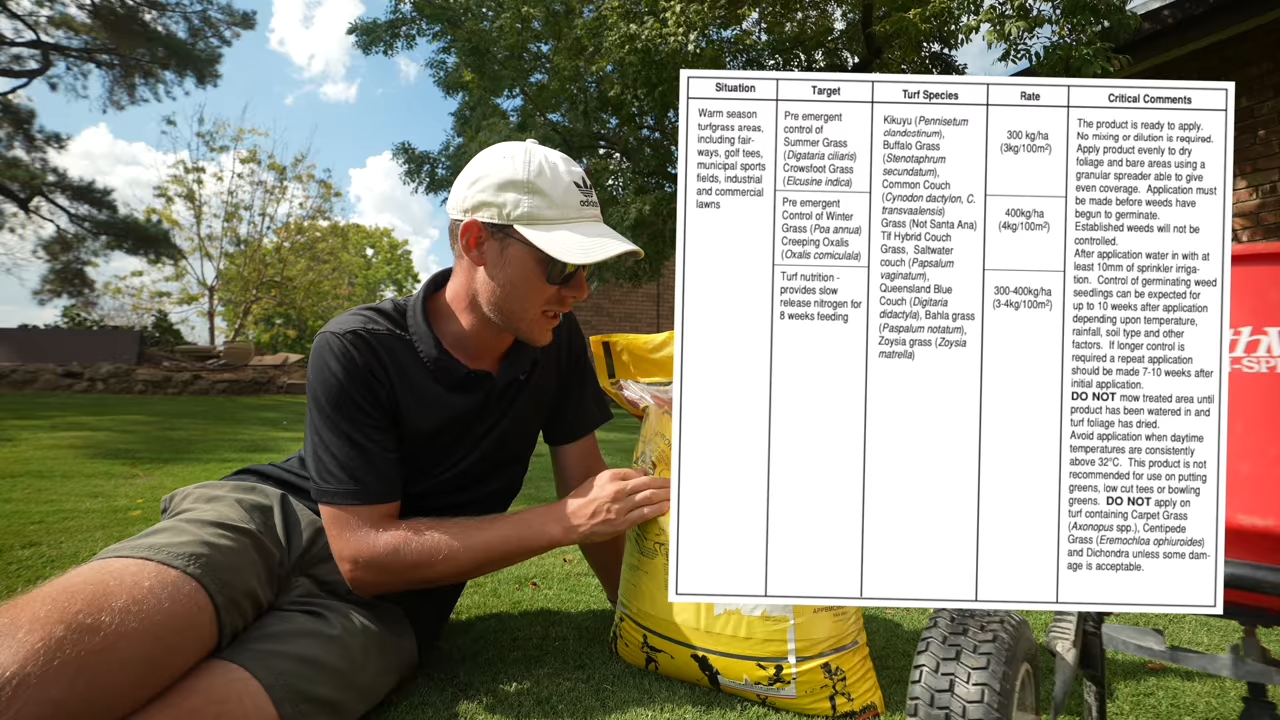 adidas
Situation
Target
Turf Species
Rate
Critical Comments
Warm season
turfgrass areas,
including fair-
ways, golf tees,
municipal sports
fields, industrial
and commercial
lawns
Pre emergent
control of
Summer Grass
(Digataria ciliaris)
Crowsfoot Grass
(Elcusine indica)
Pre emergent
Control of Winter
Grass (Poa annua)
Creeping Oxalis
(Oxalis comiculala)
Turf nutrition -
provides slow
release nitrogen for
8 weeks feeding
Kikuyu (Pennisetum
clandestinum),
Buffalo Grass
(Stenotaphrum
secundatum),
Common Couch
(Cynodon dactylon, C.
transvaalensis)
Grass (Not Santa Ana)
Tif Hybrid Couch
Grass, Saltwater
couch (Papsalum
vaginatum),
Queensland Blue
Couch (Digitaria
didactyla), Bahla grass
(Paspalum notatum),
Zoysia grass (Zoysia
matrella)
300 kg/ha
(3kg/100m²)
400kg/ha
(4kg/100m²)
300-400kg/ha
(3-4kg/100m²)
The product is ready to apply.
No mixing or dilution is required.
Apply product evenly to dry
foliage and bare areas using a
granular spreader able to give
even coverage. Application must
be made before weeds have
begun to germinate.
Established weeds will not be
controlled.
After application water in with at
least 10mm of sprinkler irriga-
tion. Control of germinating weed
seedlings can be expected for
up to 10 weeks after application
depending upon temperature,
rainfall, soil type and other
factors. If longer control is
required a repeat application
should be made 7-10 weeks after
initial application.
DO NOT mow treated area until
product has been watered in and
turf foliage has dried.
Avoid application when daytime
temperatures are consistently
above 32°C. This product is not
recommended for use on putting
greens, low cut tees or bowling
greens. DO NOT apply on
turf containing Carpet Grass
(Axonopus spp.), Centipede
Grass (Eremochloa ophiuroides)
and Dichondra unless some dam-
age is acceptable.